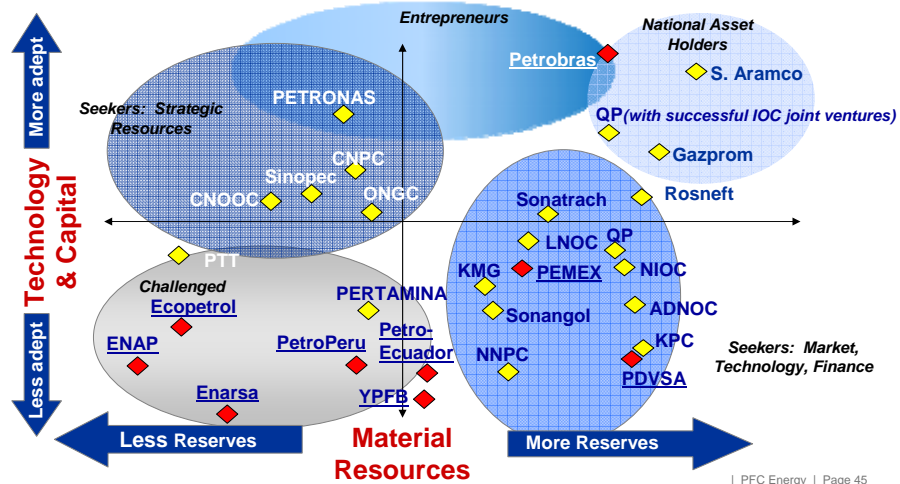 Entrepreneurs
National Asset
Holders
More adept
Petrobras
S. Aramco
PETRONAS
Seekers: Strategic
Resources
QP(with successful IOC joint ventures)
CNPC
Gazprom
Sinopec
CNOOC
ONGC
Rosneft
Sonatrach
Technology
& Capital
LNOC
QP
PTT
KMG
PEMEX
NIOC
Challenged
Ecopetrol
PERTAMINA
Sonangol
ADNOC
Less adept
ENAP
PetroPeru
Petro-
Ecuador
NNPC
KPC
Seekers: Market,
Technology, Finance
PDVSA
Enarsa
YPFB
Less Reserves
Material
Resources
More Reserves
| PFC Energy | Page 45